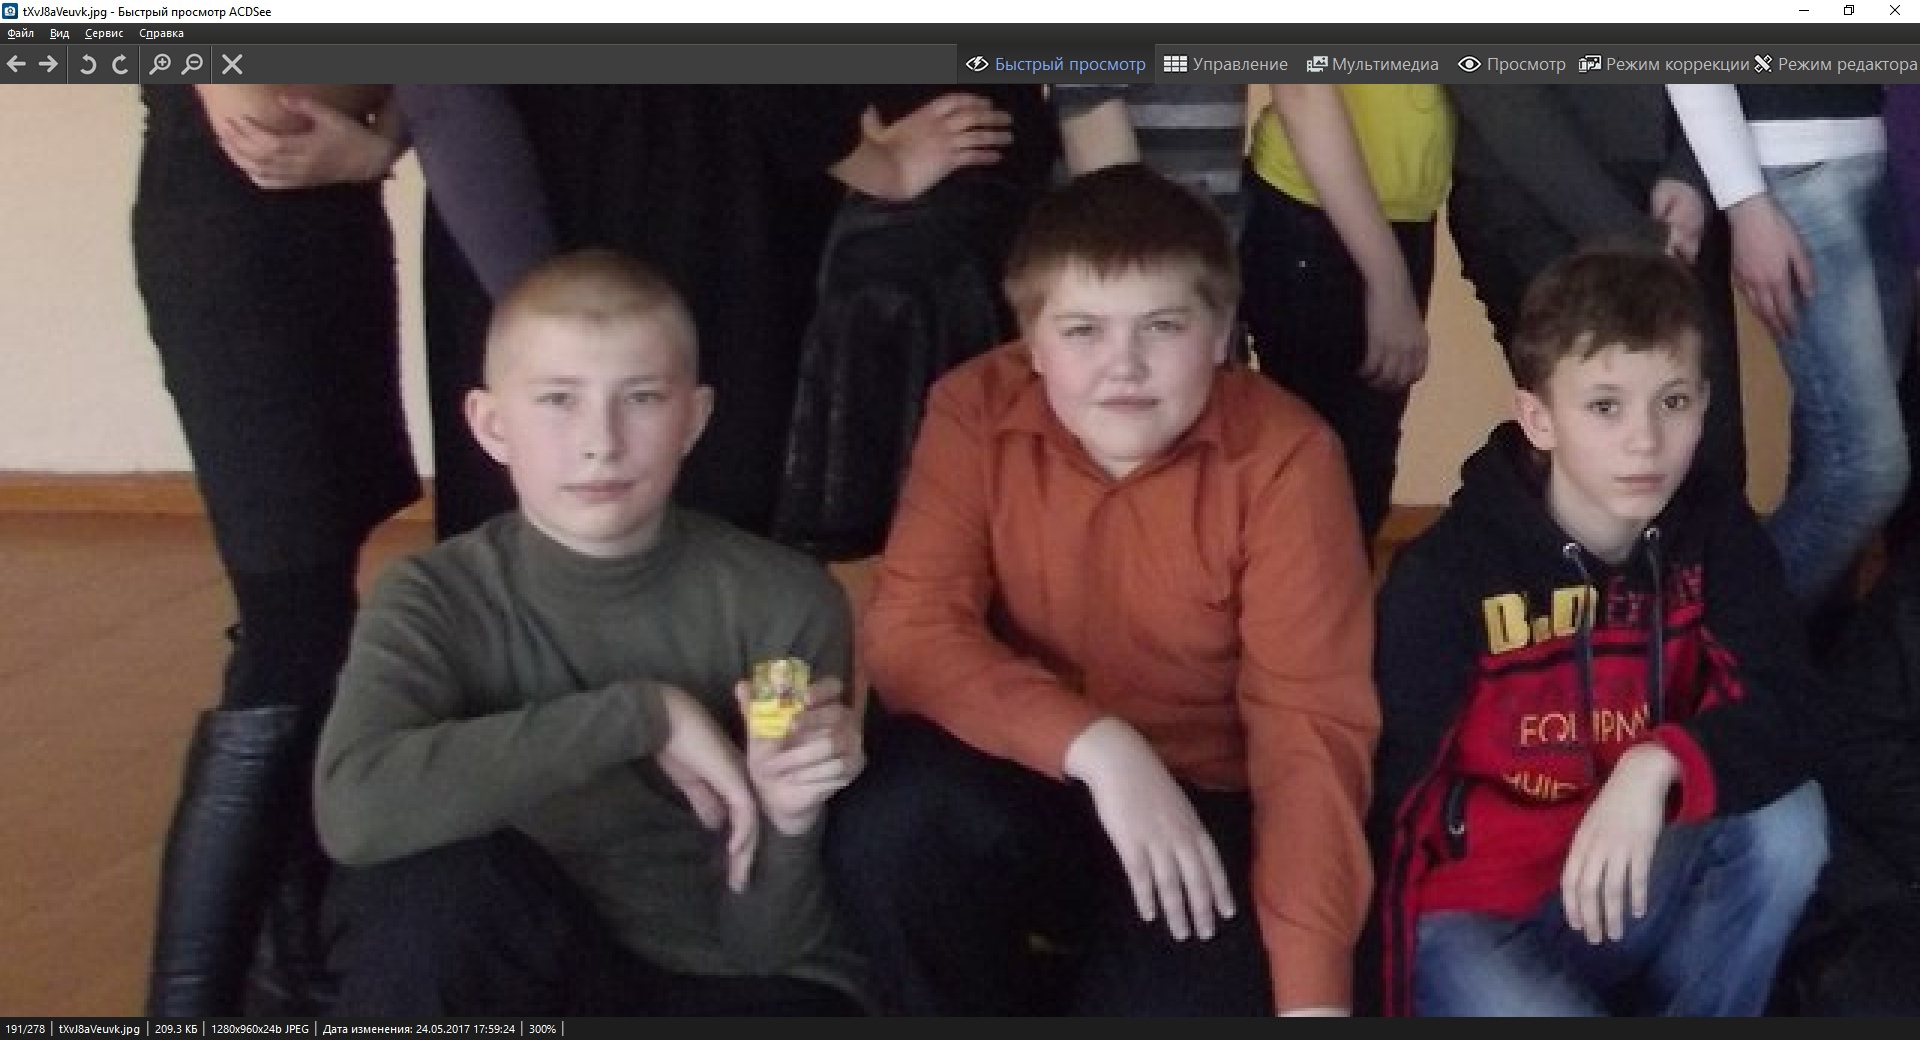 tXvJ8aVeuvk.jpg - Быстрый просмотр ACDSee
Файл Вид Сервис Справка
Быстрый просмотр Управление Мультимедиа Просмотр Режим коррекции Режим редактора
191/278 tXvJ8aVeuvk.jpg 209.3 КБ 1280x960x24b JPEG Дата изменения: 24.05.2017 17:59:24 300%